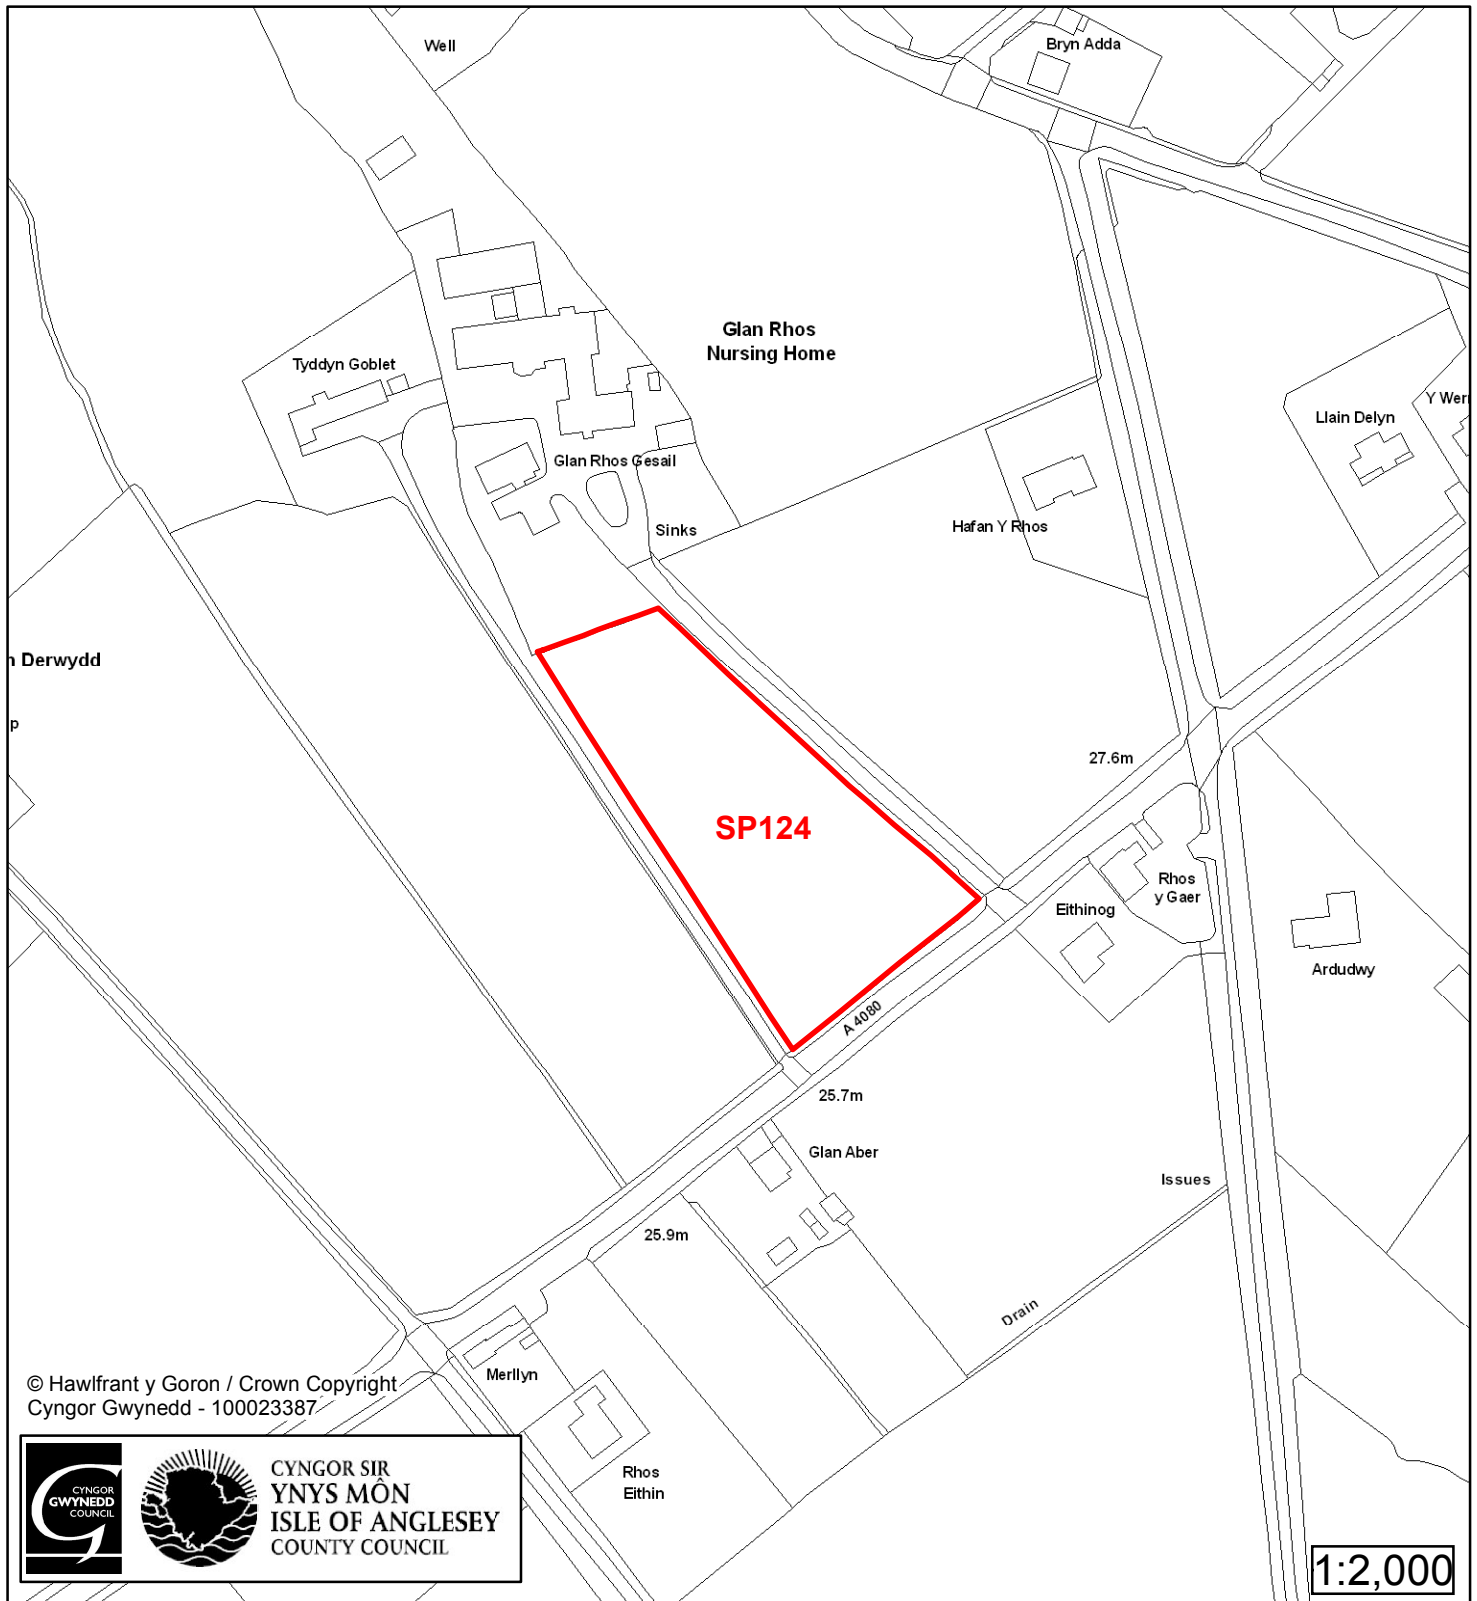 Well
Bryn Adda
Glan Rhos
Nursing Home
Tyddyn Goblet
Y Wer
Llain Delyn
Glan Rhos Gesail
Hafan Y Rhos
Sinks
Derwydd
p
27.6m
SP124
Rhos
y Gaer
Eithinog
Ardudwy
A 4080
25.7m
Glan Aber
Issues
25.9m
Drain
Merllyn
© Hawlfrant y Goron / Crown Copyright
Cyngor Gwynedd - 100023387
Rhos
Eithin
CYNGOR
GWYNEDD
COUNCIL
CYNGOR SIR
YNYS MÔN
ISLE OF ANGLESEY
COUNTY COUNCIL
1:2,000